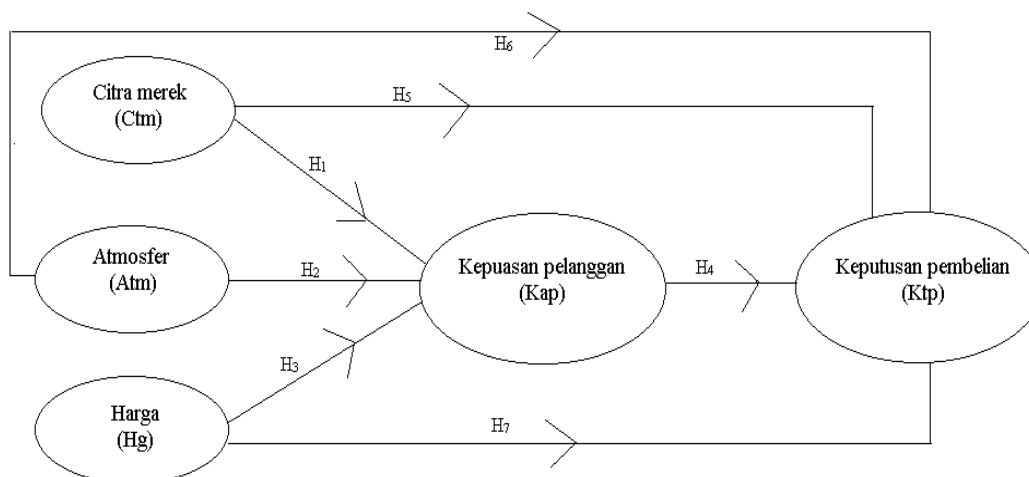 H₆
Citra merek
(Ctm)
H₅
H₁
Atmosfer
(Atm)
H₂
Kepuasan pelanggan
(Kap)
H₄
Keputusan pembelian
(Ktp)
H₃
Harga
(Hg)
H₇